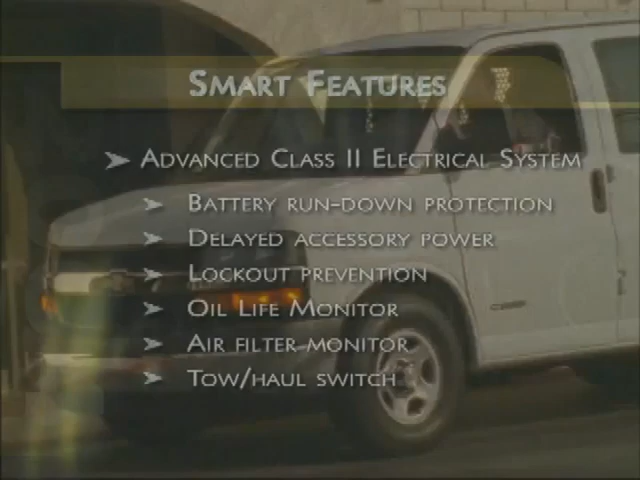 Smart Features
Advanced Class II Electrical System
Battery run-down protection
Delayed accessory power
Lockout prevention
Oil Life Monitor
Air filter monitor
Tow/haul switch